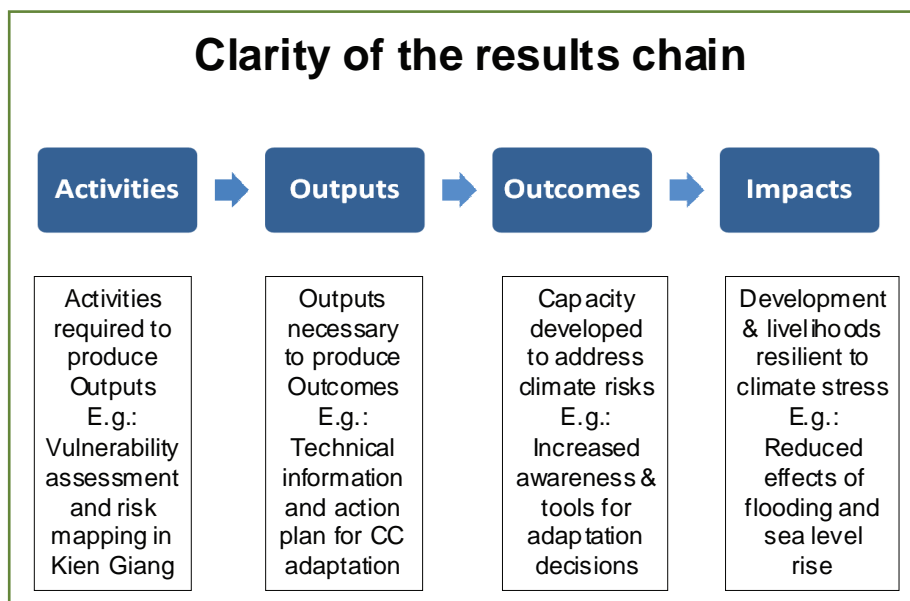 Clarity of the results chain
Activities
Outputs
Outcomes
Impacts
Activities
required to
produce
Outputs
E.g.:
Vulnerability
assessment
and risk
mapping in
Kien Giang
Outputs
necessary
to produce
Outcomes
E.g.:
Technical
information
and action
plan for CC
adaptation
Capacity
developed
to address
climate risks
E.g.:
Increased
awareness &
tools for
adaptation
decisions
Development
& livelihoods
resilient to
climate stress
E.g.:
Reduced
effects of
flooding and
sea level
rise